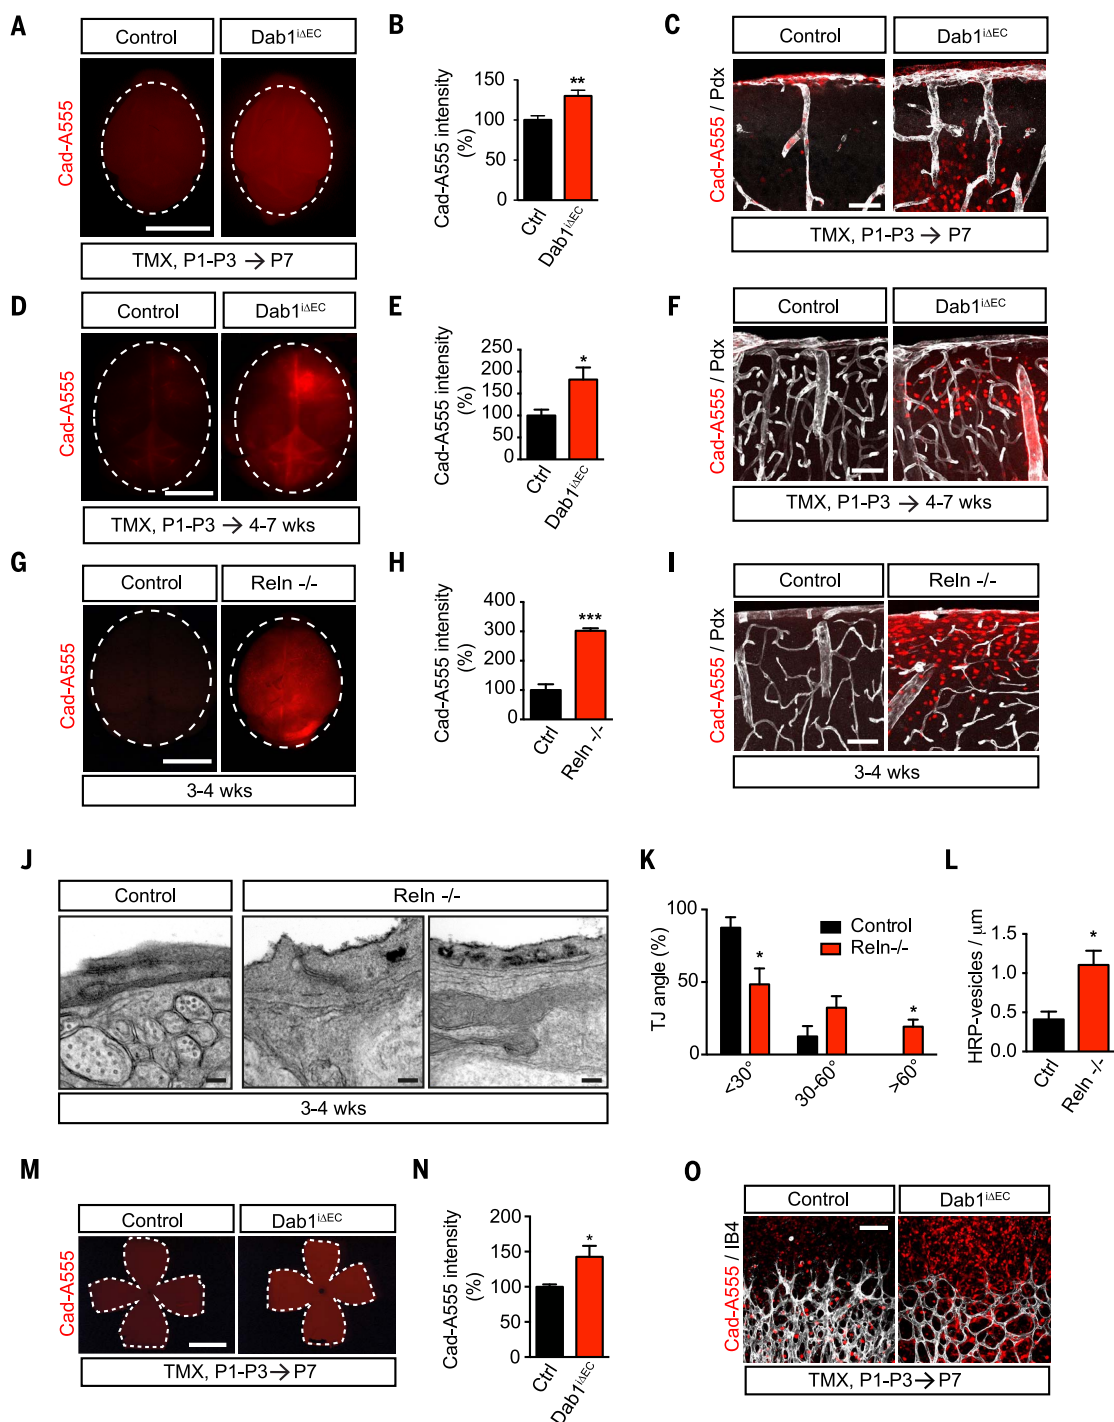 A
Control
Dab1iΔEC
Cad-A555
TMX, P1-P3 → P7
B
Cad-A555 intensity
(%)
150
100
50
0
**
Ctrl
Dab1iΔEC
C
Control
Dab1iΔEC
Cad-A555 / Pdx
TMX, P1-P3 → P7
D
Control
Dab1iΔEC
Cad-A555
TMX, P1-P3 → 4-7 wks
E
Cad-A555 intensity
(%)
250
200
150
100
50
0
*
Ctrl
Dab1iΔEC
F
Control
Dab1iΔEC
Cad-A555 / Pdx
TMX, P1-P3 → 4-7 wks
G
Control
Reln -/-
Cad-A555
3-4 wks
H
Cad-A555 intensity
(%)
400
300
200
100
0
***
Ctrl
Reln -/-
I
Control
Reln -/-
Cad-A555 / Pdx
3-4 wks
J
Control
Reln -/-
3-4 wks
K
TJ angle (%)
100
50
0
Control
Reln-/-
*
*
<30°
30-60°
>60°
L
HRP-vesicles / μm
1.5
1.0
0.5
0.0
*
Ctrl
Reln -/-
M
Control
Dab1iΔEC
Cad-A555
TMX, P1-P3 → P7
N
Cad-A555 intensity
(%)
200
150
100
50
0
*
Ctrl
Dab1iΔEC
O
Control
Dab1iΔEC
Cad-A555 / IB4
TMX, P1-P3 → P7